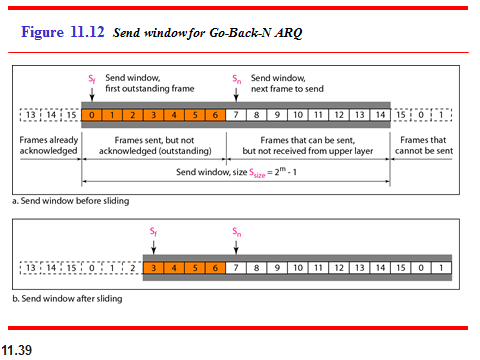 Figure 11.12 Send window for Go-Back-N ARQ
Sf Send window, Sn Send window,
first outstanding frame next frame to send
13 14 15 0 1 2 3 4 5 6 7 8 9 10 11 12 13 14 15 0 1
Frames already Frames sent, but not Frames that can be sent, Frames that
acknowledged acknowledged (outstanding) but not received from upper layer cannot be sent
Send window, size Ssize = 2^m - 1
a. Send window before sliding
Sf Sn
13 14 15 0 1 2 3 4 5 6 7 8 9 10 11 12 13 14 15 0 1
b. Send window after sliding
11.39